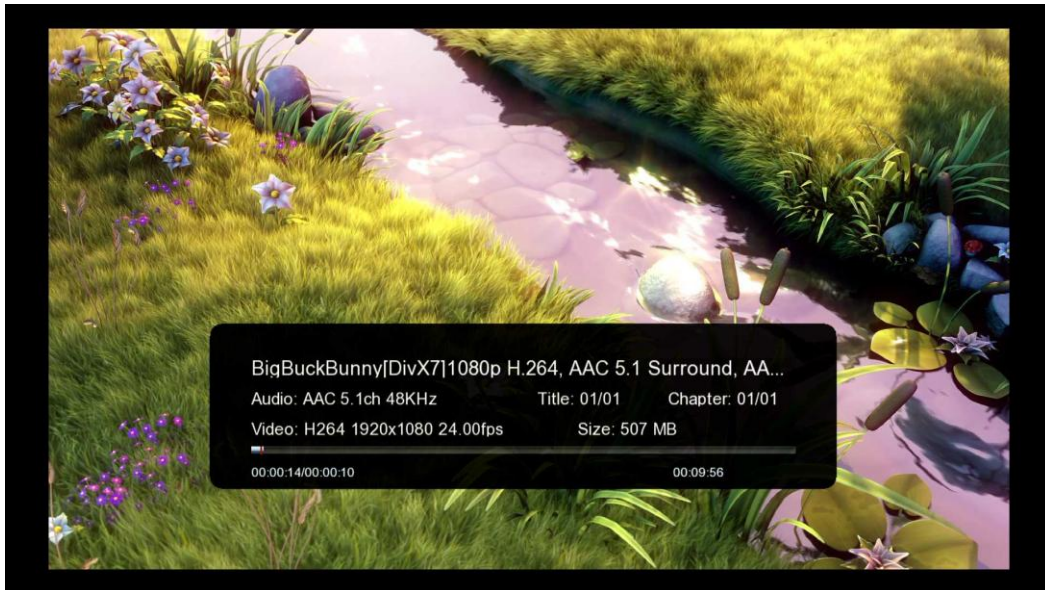 BigBuckBunny[DivX7]1080p H.264, AAC 5.1 Surround, AA...
Audio: AAC 5.1ch 48KHz Title: 01/01 Chapter: 01/01
Video: H264 1920x1080 24.00fps Size: 507 MB
00:00:14/00:00:10 00:09:56